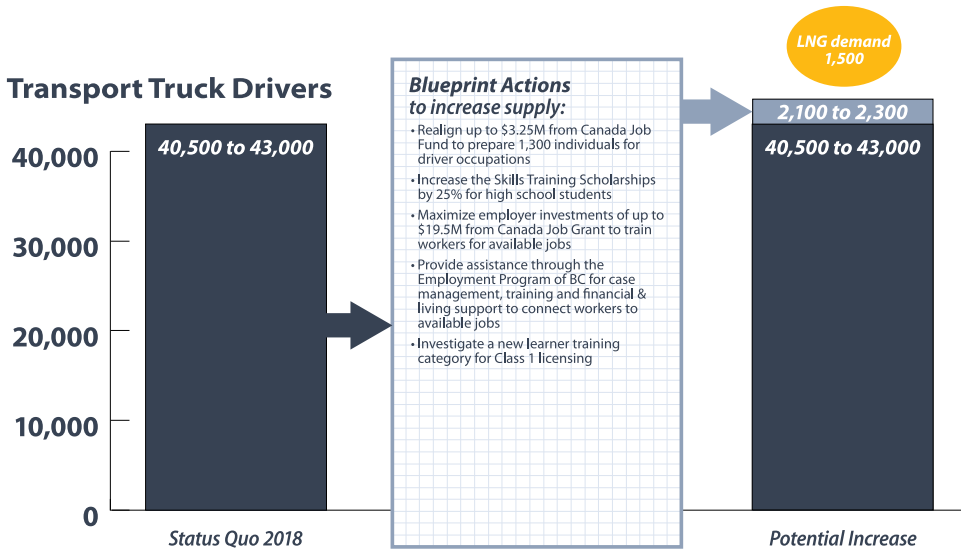 Transport Truck Drivers
40,000
30,000
20,000
10,000
0
40,500 to 43,000
Status Quo 2018
Blueprint Actions
to increase supply:
• Realign up to $3.25M from Canada Job
Fund to prepare 1,300 individuals for
driver occupations
• Increase the Skills Training Scholarships
by 25% for high school students
• Maximize employer investments of up to
$19.5M from Canada Job Grant to train
workers for available jobs
• Provide assistance through the
Employment Program of BC for case
management, training and financial &
living support to connect workers to
available jobs
• Investigate a new learner training
category for Class 1 licensing
LNG demand
1,500
2,100 to 2,300
40,500 to 43,000
Potential Increase